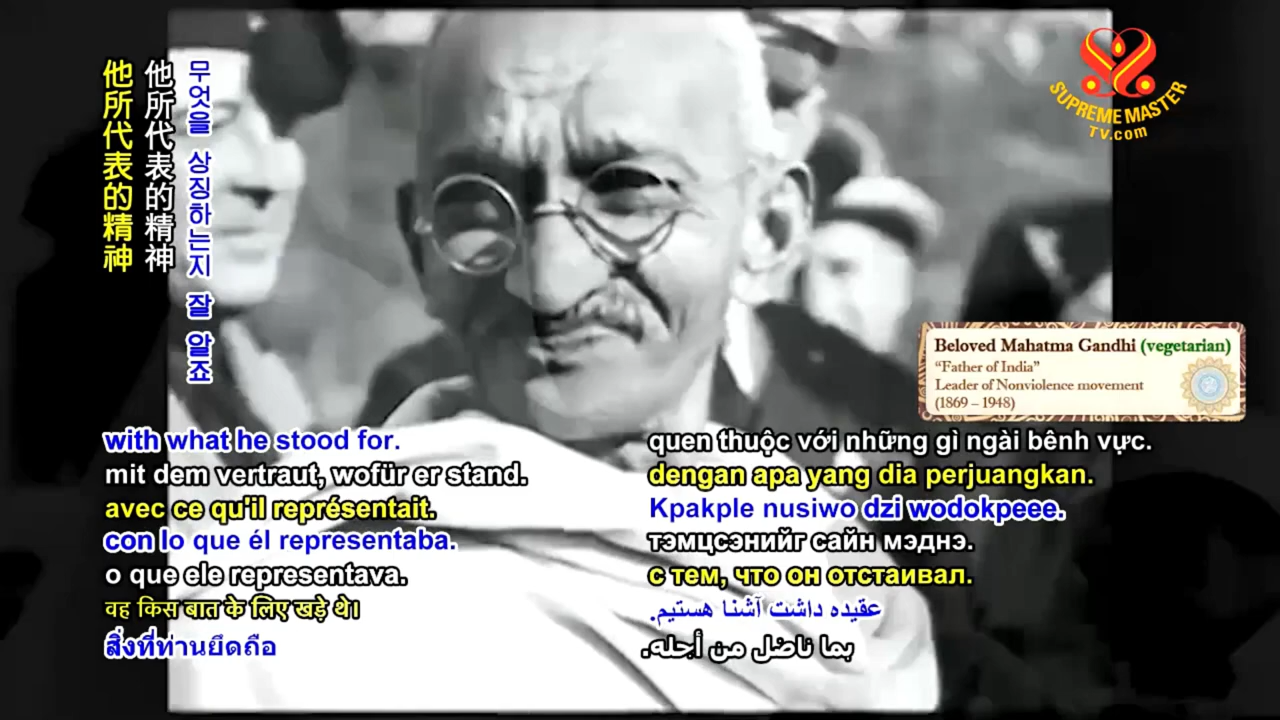 他所代表的精神
他所代表的精神
무엇을 상징하는지 잘 알죠
SUPREME MASTER
TV.com
Beloved Mahatma Gandhi (vegetarian)
“Father of India”
Leader of Nonviolence movement
(1869 – 1948)
with what he stood for.
mit dem vertraut, wofür er stand.
avec ce qu'il représentait.
con lo que él representaba.
o que ele representava.
वह किस बात के लिए खड़े थे।
สิ่งที่ท่านยึดถือ
quen thuộc với những gì ngài bênh vực.
dengan apa yang dia perjuangkan.
Kpakple nusiwo dzi wodokpeee.
тэмцсэнийг сайн мэднэ.
с тем, что он отстаивал.
عقیده داشت آشنا هستیم.
بما ناضل من أجله.